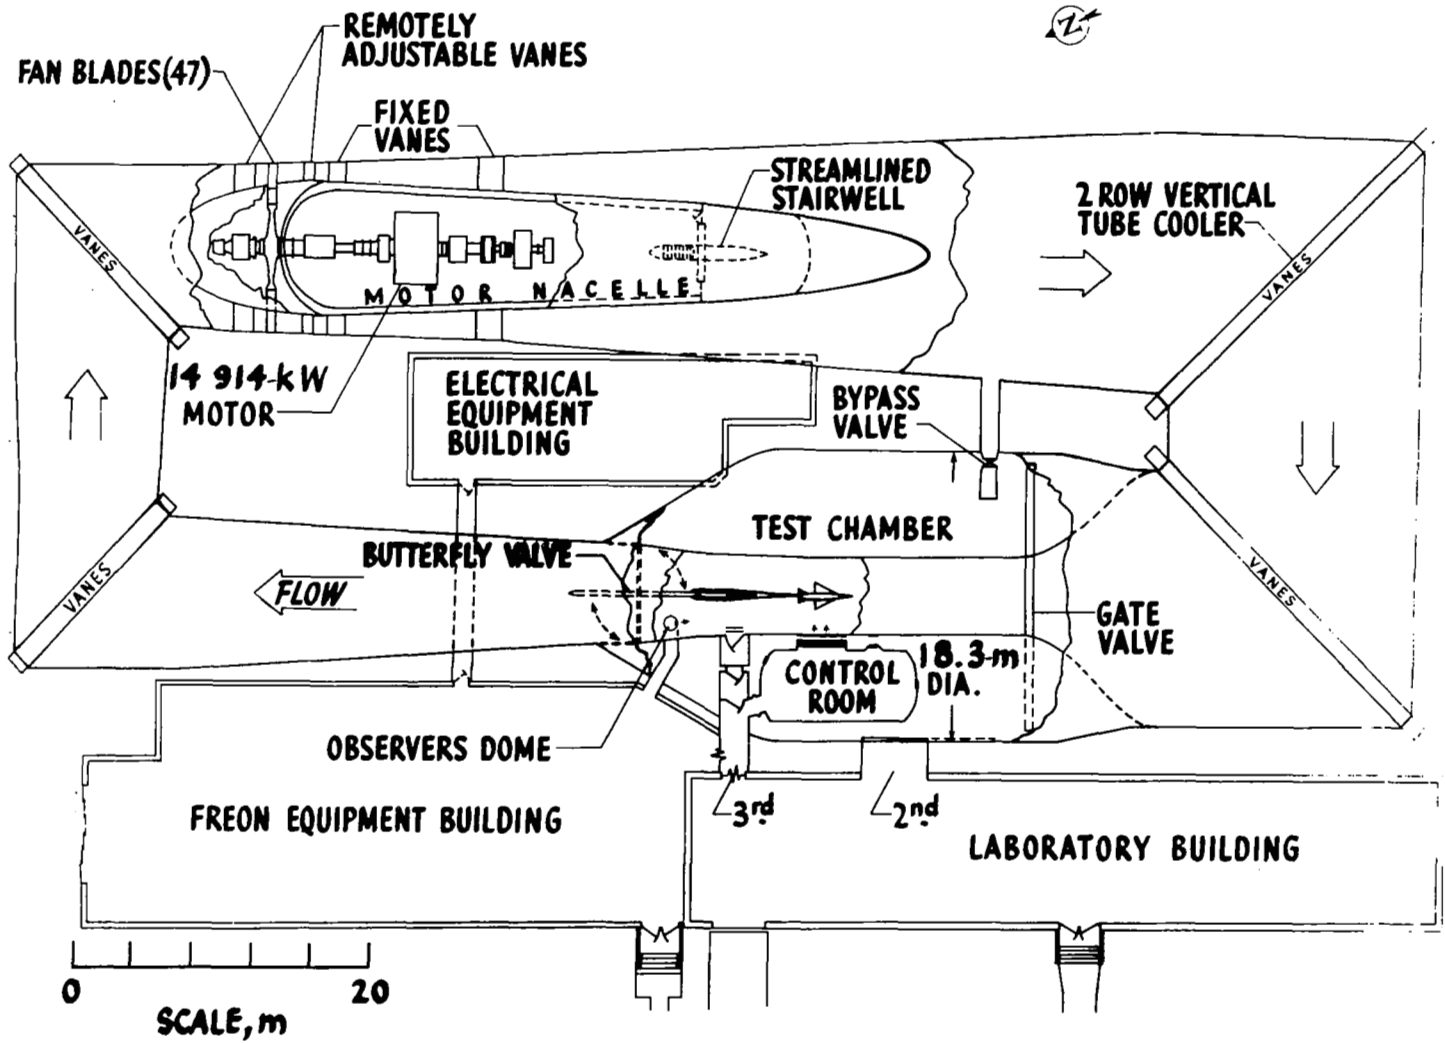 N
REMOTELY
ADJUSTABLE VANES
FAN BLADES(47)
FIXED
VANES
STREAMLINED
STAIRWELL
2 ROW VERTICAL
TUBE COOLER
VANES
VANES
MOTOR NACELLE
14 914-kW
MOTOR
ELECTRICAL
EQUIPMENT
BUILDING
BYPASS
VALVE
TEST CHAMBER
BUTTERFLY VALVE
VANES
FLOW
VANES
GATE
VALVE
CONTROL
ROOM
18.3-m
DIA.
OBSERVERS DOME
FREON EQUIPMENT BUILDING
3rd
2nd
LABORATORY BUILDING
0 20
SCALE, m